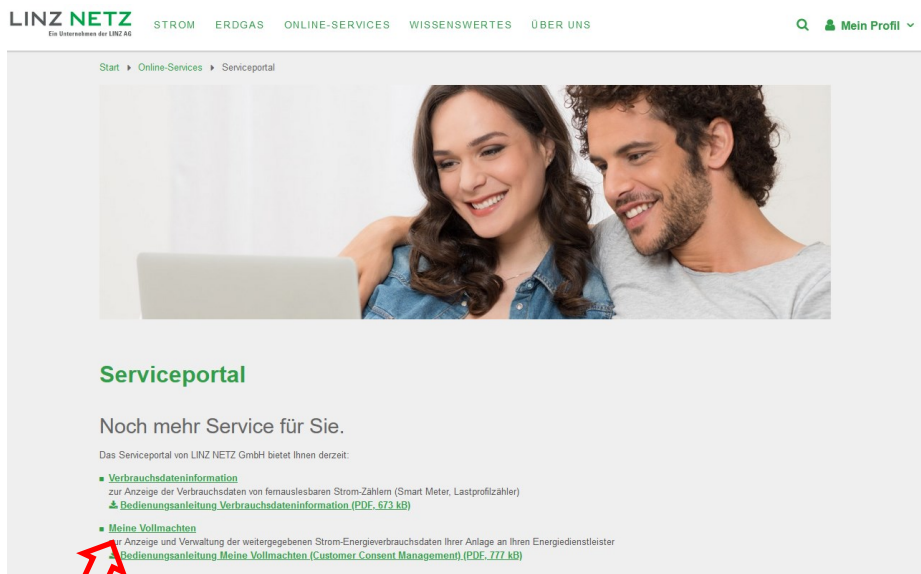 LINZ NETZ
Ein Unternehmen der LINZ AG
STROM ERDGAS ONLINE-SERVICES WISSENSWERTES ÜBER UNS
Mein Profil
Start Online-Services Serviceportal
Serviceportal
Noch mehr Service für Sie.
Das Serviceportal von LINZ NETZ GmbH bietet Ihnen derzeit:
Verbrauchsdateninformation
zur Anzeige der Verbrauchsdaten von fernauslesbaren Strom-Zählern (Smart Meter, Lastprofilzähler)
Bedienungsanleitung Verbrauchsdateninformation (PDF, 673 kB)
Meine Vollmachten
zur Anzeige und Verwaltung der weitergegebenen Strom-Energieverbrauchsdaten Ihrer Anlage an Ihren Energiedienstleister
Bedienungsanleitung Meine Vollmachten (Customer Consent Management) (PDF, 777 kB)